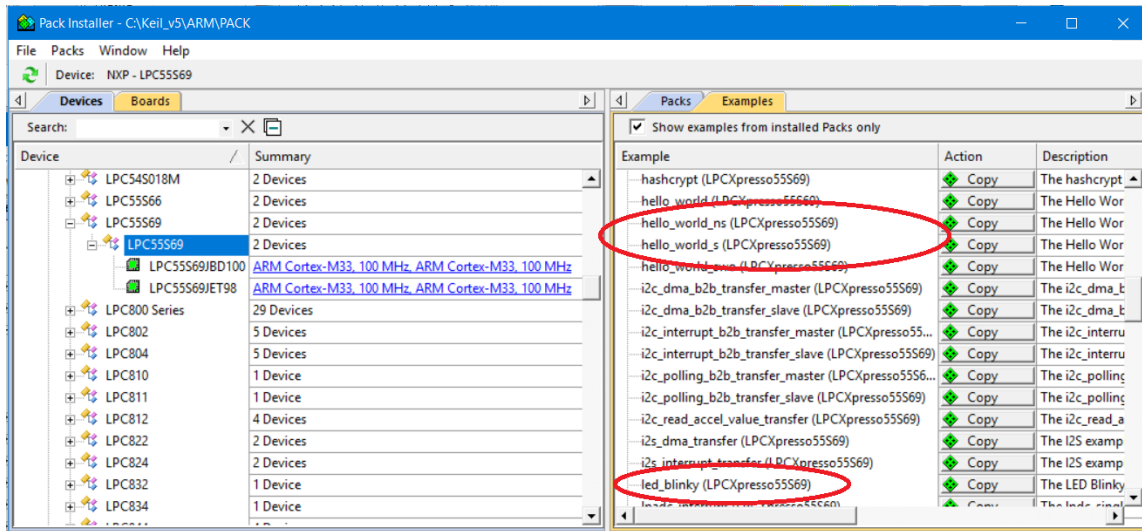 Pack Installer - C:\Keil_v5\ARM\PACK
File Packs Window Help
Device: NXP - LPC55S69
Devices Boards
Search:
Device / Summary
LPC54S018M 2 Devices
LPC55S66 2 Devices
LPC55S69 2 Devices
LPC55S69 2 Devices
LPC55S69JBD100 ARM Cortex-M33, 100 MHz, ARM Cortex-M33, 100 MHz
LPC55S69JET98 ARM Cortex-M33, 100 MHz, ARM Cortex-M33, 100 MHz
LPC800 Series 29 Devices
LPC802 5 Devices
LPC804 5 Devices
LPC810 1 Device
LPC811 1 Device
LPC812 4 Devices
LPC822 2 Devices
LPC824 2 Devices
LPC832 1 Device
LPC834 1 Device
Packs Examples
Show examples from installed Packs only
Example Action Description
hashcrypt (LPCXpresso55S69) Copy The hashcrypt
hello_world (LPCXpresso55S69) Copy The Hello Wor
hello_world_ns (LPCXpresso55S69) Copy The Hello Wor
hello_world_s (LPCXpresso55S69) Copy The Hello Wor
hello_world_swo (LPCXpresso55S69) Copy The Hello Wor
i2c_dma_b2b_transfer_master (LPCXpresso55S69) Copy The i2c_dma_b
i2c_dma_b2b_transfer_slave (LPCXpresso55S69) Copy The i2c_dma_b
i2c_interrupt_b2b_transfer_master (LPCXpresso55... Copy The i2c_interru
i2c_interrupt_b2b_transfer_slave (LPCXpresso55S69) Copy The i2c_interru
i2c_polling_b2b_transfer_master (LPCXpresso55S6... Copy The i2c_polling
i2c_polling_b2b_transfer_slave (LPCXpresso55S69) Copy The i2c_polling
i2c_read_accel_value_transfer (LPCXpresso55S69) Copy The i2c_read_a
i2s_dma_transfer (LPCXpresso55S69) Copy The I2S examp
i2s_interrupt_transfer (LPCXpresso55S69) Copy The I2S examp
led_blinky (LPCXpresso55S69) Copy The LED Blinky
Copy